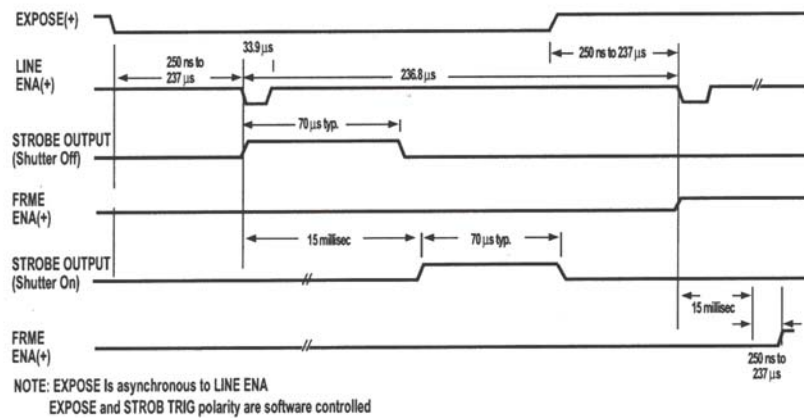 EXPOSE(+)
33.9 µs
250 ns to
237 µs
250 ns to 237 µs
LINE
ENA(+)
236.8 µs
70 µs typ.
STROBE OUTPUT
(Shutter Off)
FRME
ENA(+)
15 millisec
70 µs typ.
STROBE OUTPUT
(Shutter On)
15 millisec
FRME
ENA(+)
250 ns to
237 µs
NOTE: EXPOSE Is asynchronous to LINE ENA
EXPOSE and STROB TRIG polarity are software controlled